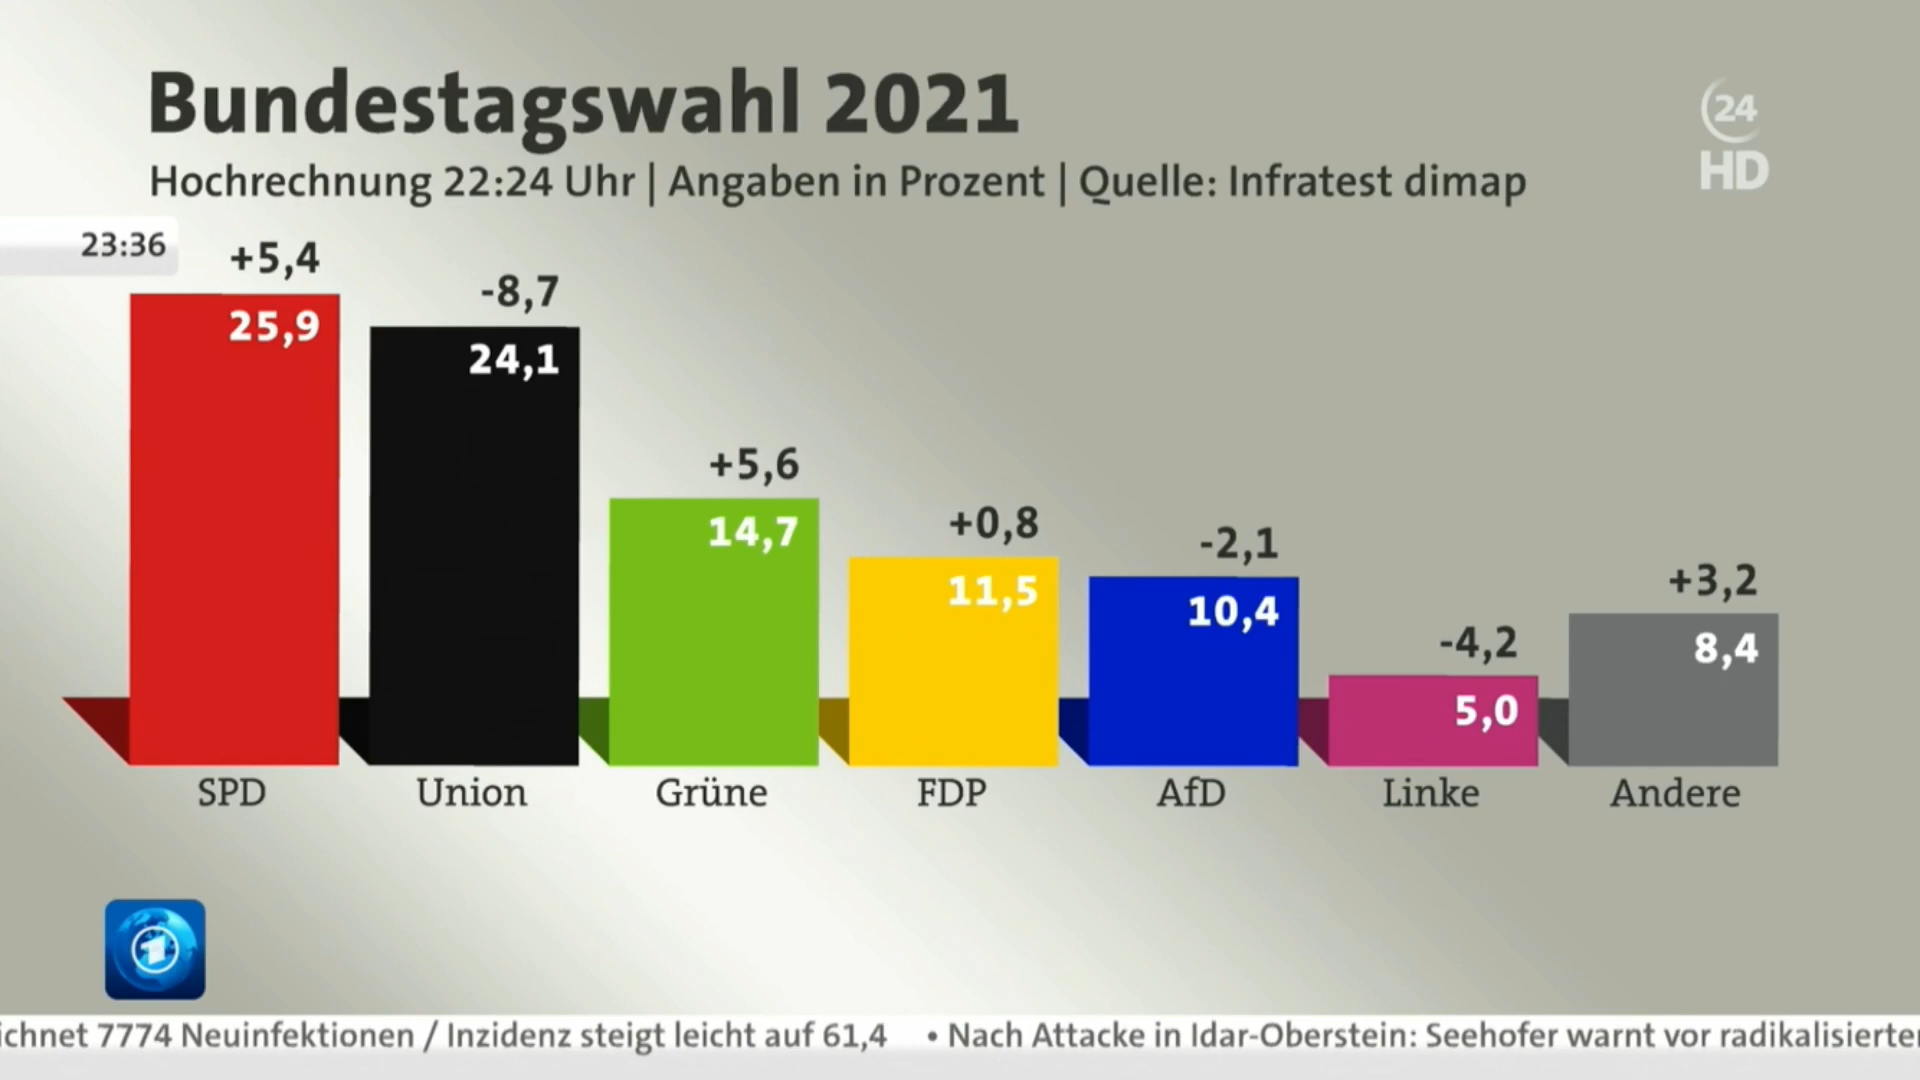 Bundestagswahl 2021
Hochrechnung 22:24 Uhr | Angaben in Prozent | Quelle: Infratest dimap
24
HD
23:36
+5,4
-8,7
+5,6
+0,8
-2,1
-4,2
+3,2
25,9
24,1
14,7
11,5
10,4
5,0
8,4
SPD
Union
Grüne
FDP
AfD
Linke
Andere
1
7774 Neuinfektionen / Inzidenz steigt leicht auf 61,4 • Nach Attacke in Idar-Oberstein: Seehofer warnt vor